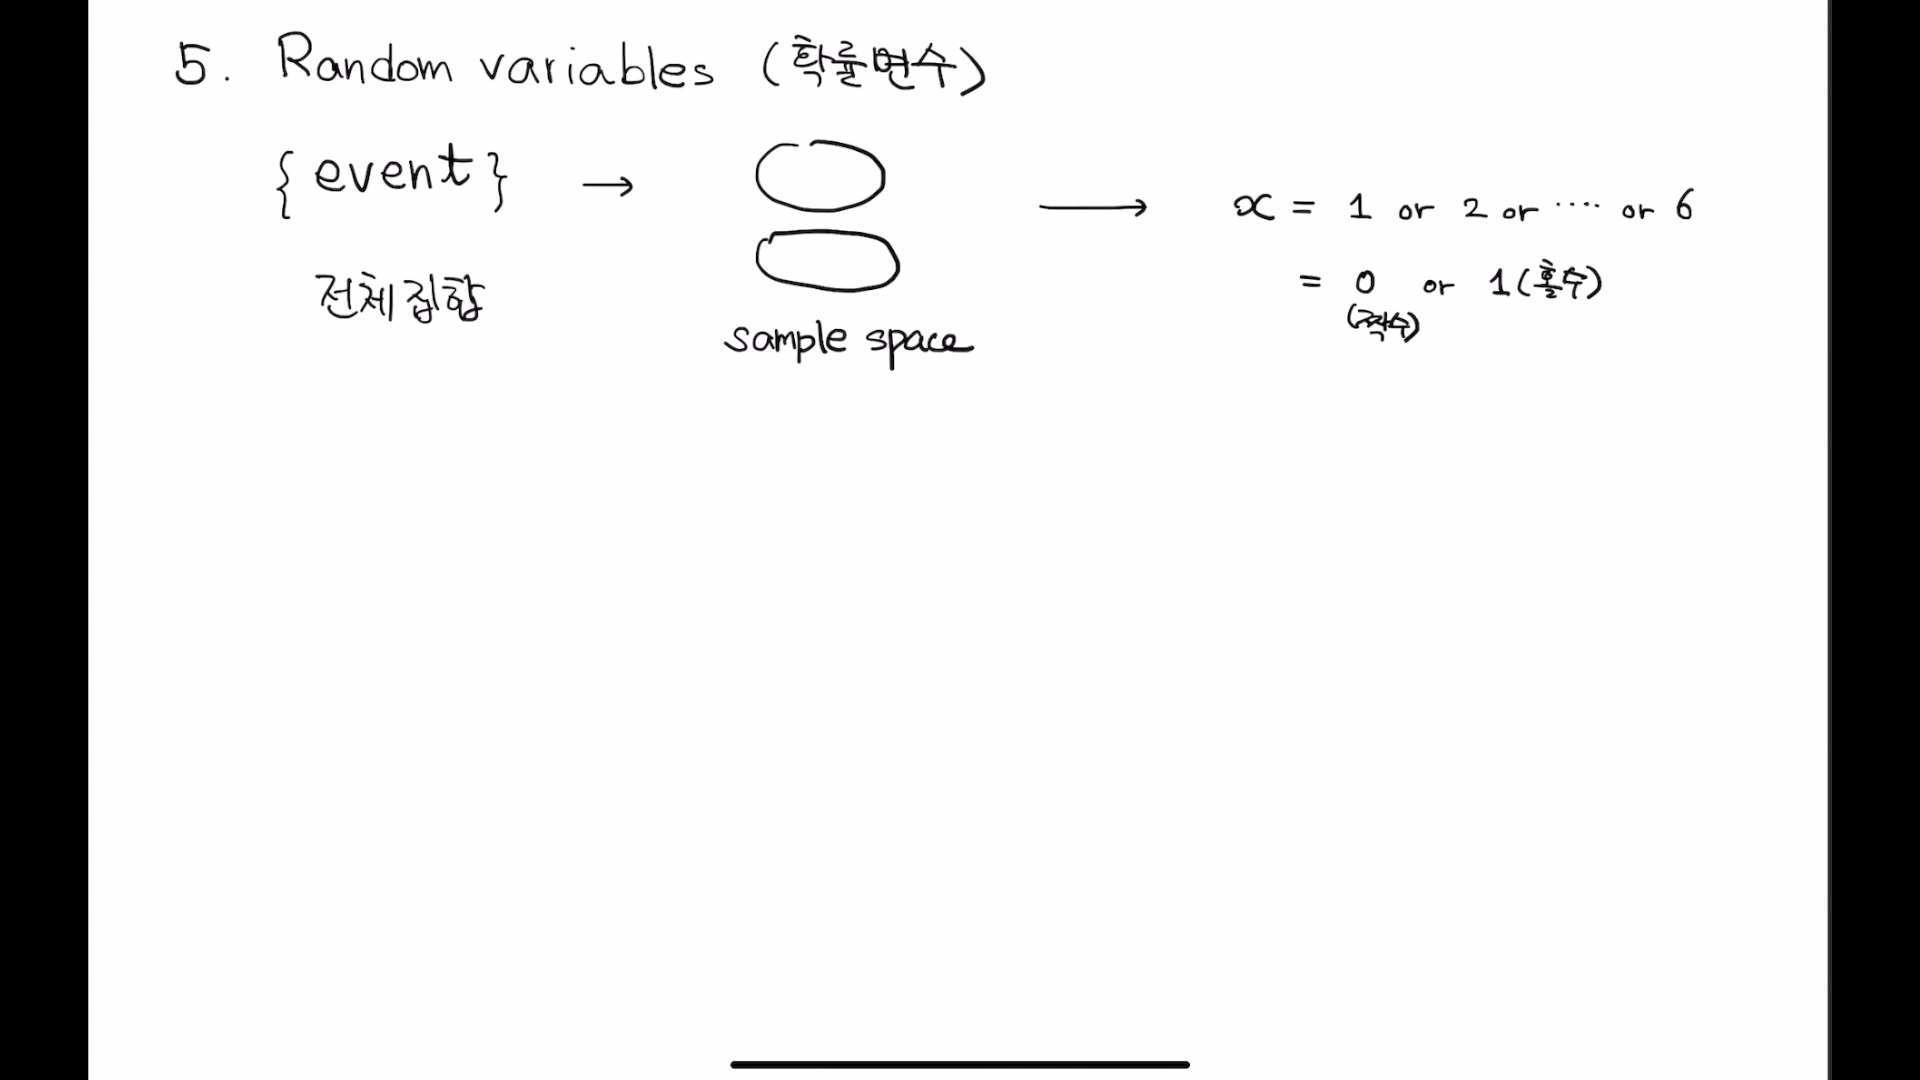 5. Random variables (확률변수)
{event} → → x = 1 or 2 or ···· or 6
전체집합 = 0 or 1(홀수)
(짝수)
sample space